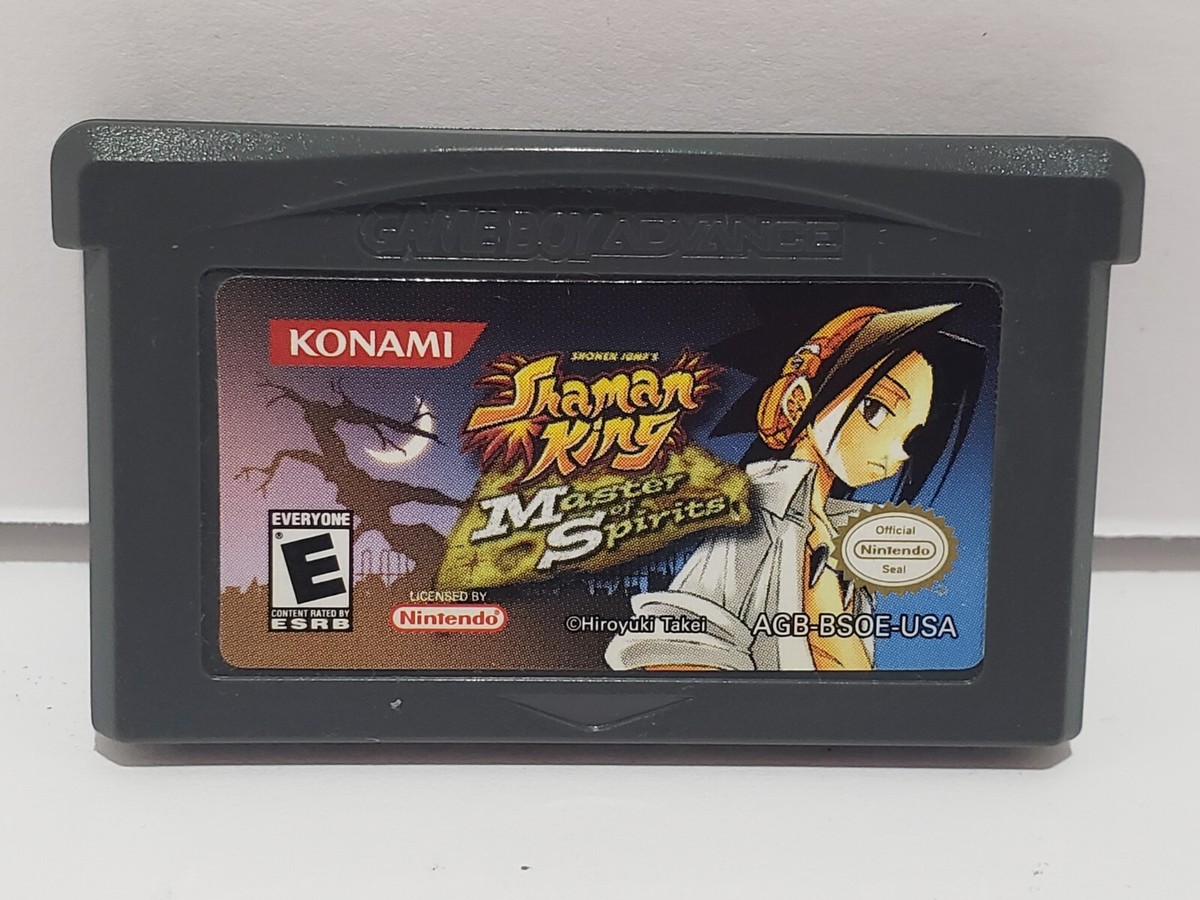 GAME BOY ADVANCE
KONAMI
SHONEN JUMP'S
Shaman
King
Master
of
Spirits
EVERYONE
E
CONTENT RATED BY
ESRB
LICENSED BY
Nintendo®
©Hiroyuki Takei
Official
Nintendo
Seal
AGB-BSOE-USA